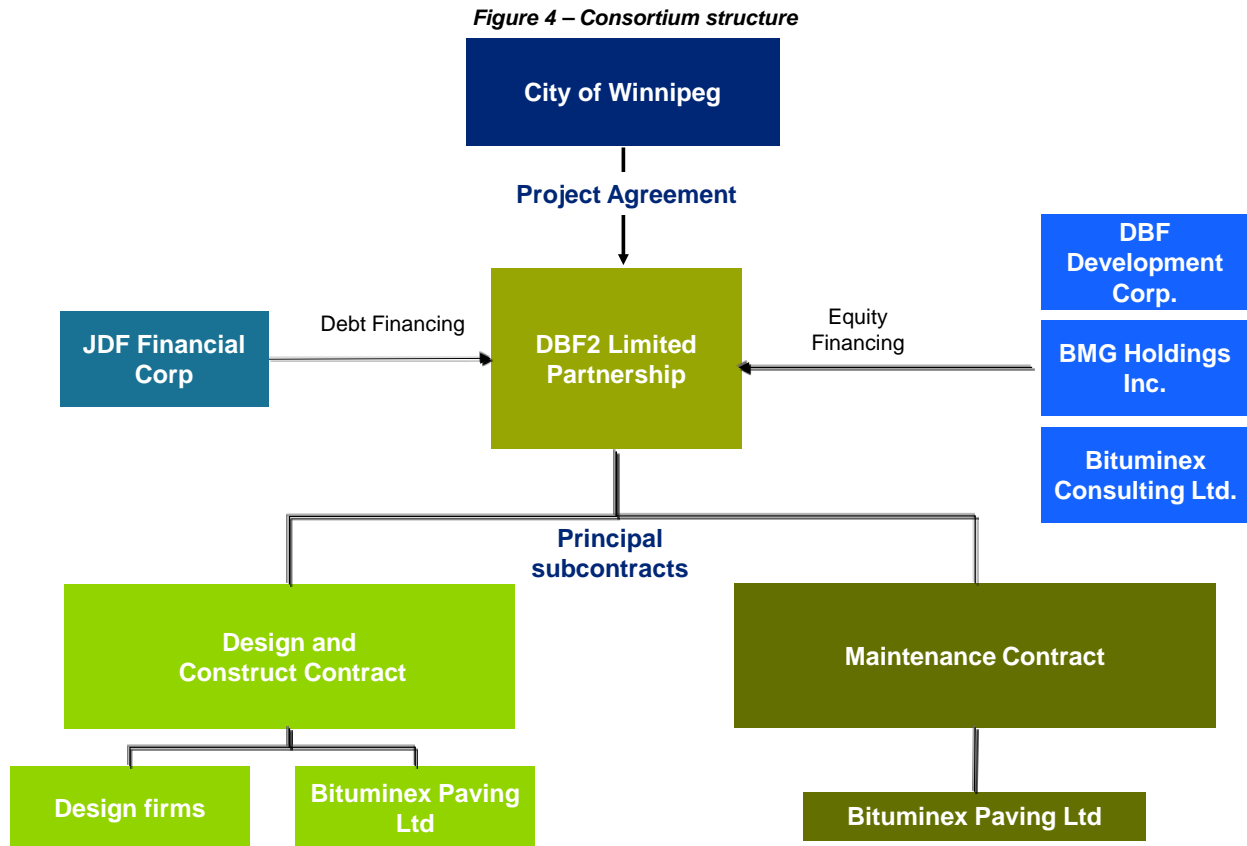 Figure 4 – Consortium structure
City of Winnipeg
Project Agreement
DBF
Development
Corp.
JDF Financial
Corp
Debt Financing
DBF2 Limited
Partnership
Equity
Financing
BMG Holdings
Inc.
Bituminex
Consulting Ltd.
Principal
subcontracts
Design and
Construct Contract
Maintenance Contract
Design firms
Bituminex Paving
Ltd
Bituminex Paving Ltd